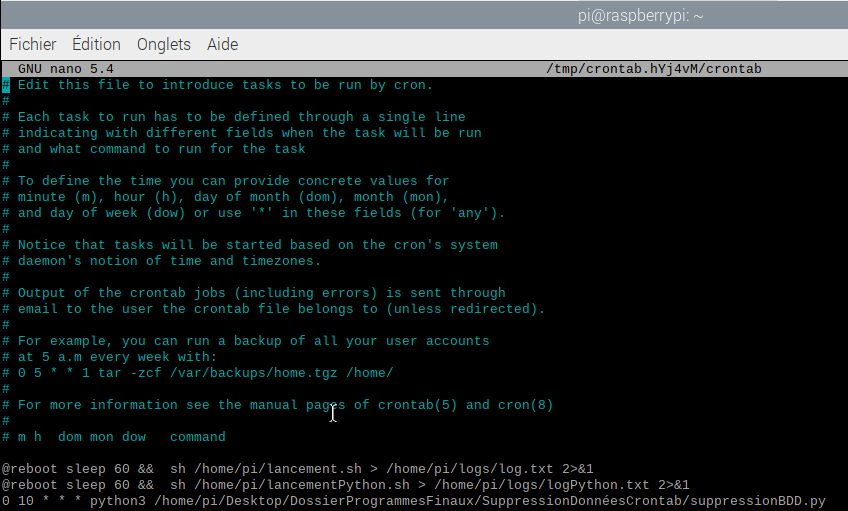 pi@raspberrypi: ~
Fichier Édition Onglets Aide
GNU nano 5.4 /tmp/crontab.hYj4vM/crontab
# Edit this file to introduce tasks to be run by cron.
#
# Each task to run has to be defined through a single line
# indicating with different fields when the task will be run
# and what command to run for the task
#
# To define the time you can provide concrete values for
# minute (m), hour (h), day of month (dom), month (mon),
# and day of week (dow) or use '*' in these fields (for 'any').
#
# Notice that tasks will be started based on the cron's system
# daemon's notion of time and timezones.
#
# Output of the crontab jobs (including errors) is sent through
# email to the user the crontab file belongs to (unless redirected).
#
# For example, you can run a backup of all your user accounts
# at 5 a.m every week with:
# 0 5 * * 1 tar -zcf /var/backups/home.tgz /home/
#
# For more information see the manual pages of crontab(5) and cron(8)
#
# m h  dom mon dow   command
@reboot sleep 60 &&  sh /home/pi/lancement.sh > /home/pi/logs/log.txt 2>&1
@reboot sleep 60 &&  sh /home/pi/lancementPython.sh > /home/pi/logs/logPython.txt 2>&1
0 10 * * * python3 /home/pi/Desktop/DossierProgrammesFinaux/SuppressionDonnéesCrontab/suppressionBDD.py